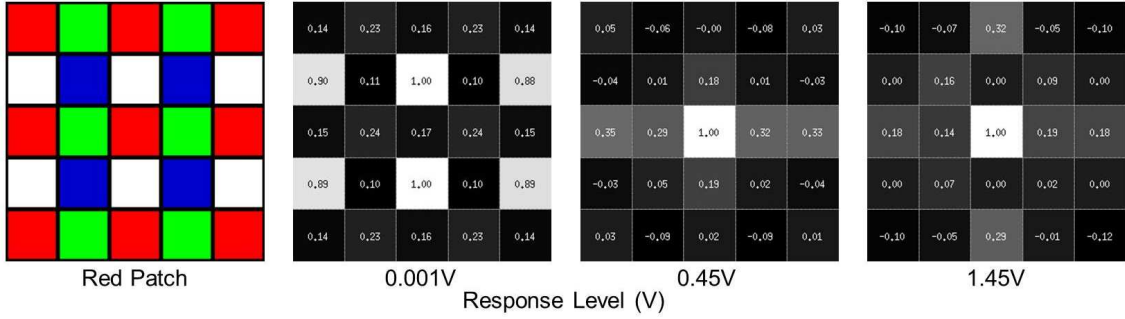 0.14 0.23 0.16 0.23 0.14 0.05 -0.06 -0.00 -0.08 0.03 -0.10 -0.07 0.32 -0.05 -0.10
0.90 0.11 1.00 0.10 0.88 -0.04 0.01 0.18 0.01 -0.03 0.00 0.16 0.00 0.09 0.00
0.15 0.24 0.17 0.24 0.15 0.35 0.29 1.00 0.32 0.33 0.18 0.14 1.00 0.19 0.18
0.89 0.10 1.00 0.10 0.89 -0.03 0.05 0.19 0.02 -0.04 0.00 0.07 0.00 0.02 0.00
0.14 0.23 0.16 0.23 0.14 0.03 -0.09 0.02 -0.09 0.01 -0.10 -0.05 0.29 -0.01 -0.12
Red Patch 0.001V 0.45V 1.45V
Response Level (V)